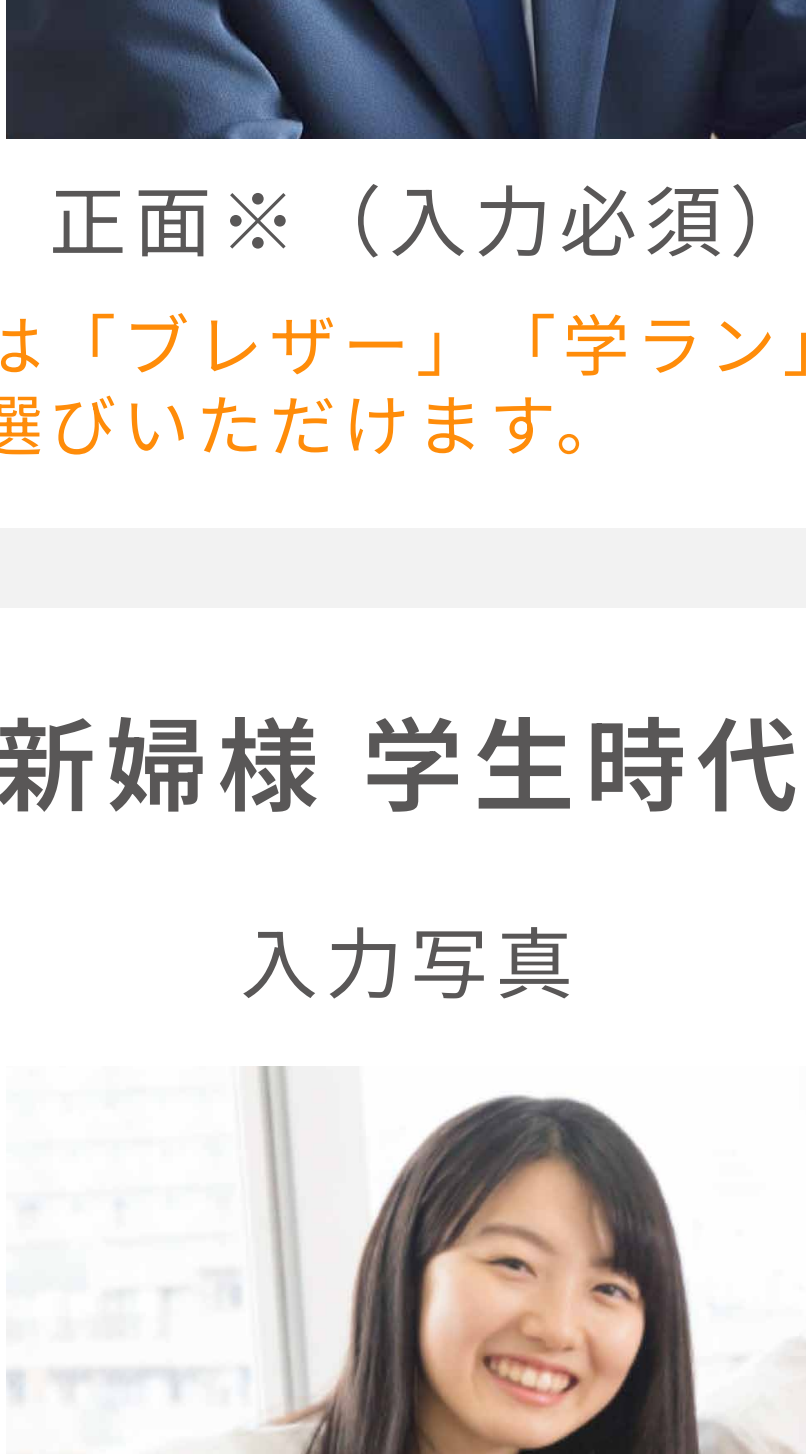 正面※（入力必須）
は「ブレザー」「学ラン」
選びいただけます。
新婦様 学生時代
入力写真